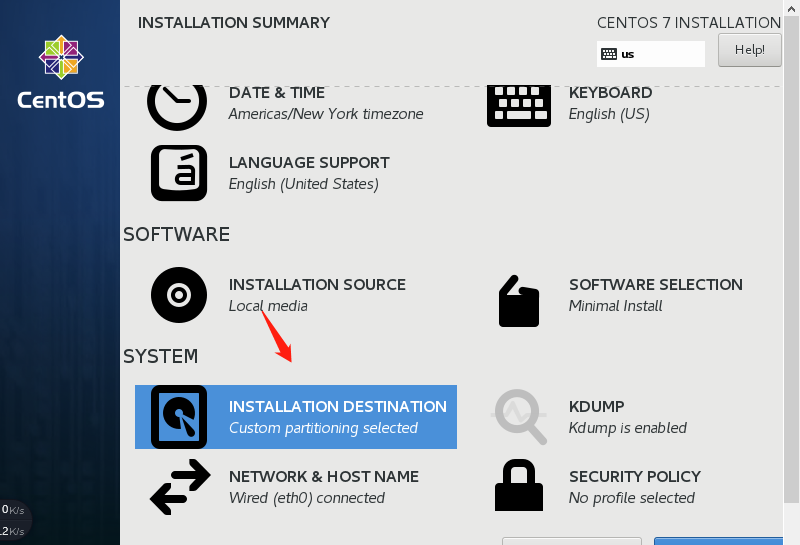 INSTALLATION SUMMARY
CENTOS 7 INSTALLATION
us
Help!
CentOS
DATE & TIME
Americas/New York timezone
KEYBOARD
English (US)
LANGUAGE SUPPORT
English (United States)
SOFTWARE
INSTALLATION SOURCE
Local media
SOFTWARE SELECTION
Minimal Install
SYSTEM
INSTALLATION DESTINATION
Custom partitioning selected
KDUMP
Kdump is enabled
NETWORK & HOST NAME
Wired (eth0) connected
SECURITY POLICY
No profile selected
0K/s
.2K/s